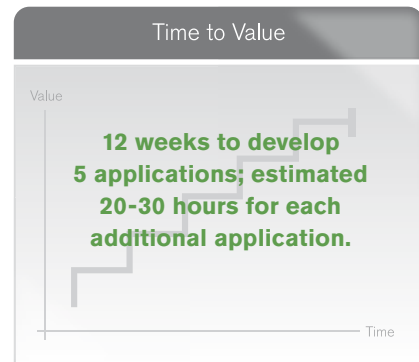 Time to Value
Value
12 weeks to develop
5 applications; estimated
20-30 hours for each
additional application.
Time